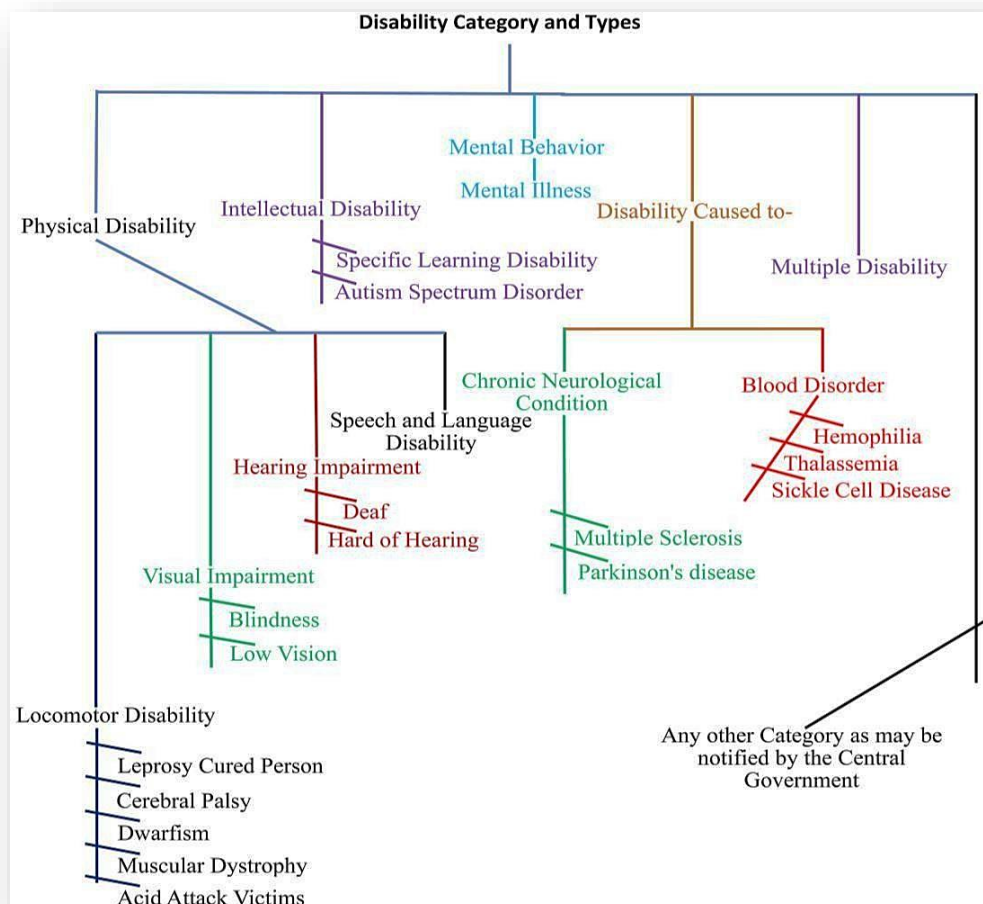 Disability Category and Types
Mental Behavior
Mental Illness
Intellectual Disability
Disability Caused to-
Physical Disability
Specific Learning Disability
Autism Spectrum Disorder
Multiple Disability
Chronic Neurological
Condition
Blood Disorder
Speech and Language
Disability
Hemophilia
Thalassemia
Sickle Cell Disease
Hearing Impairment
Deaf
Hard of Hearing
Multiple Sclerosis
Parkinson's disease
Visual Impairment
Blindness
Low Vision
Locomotor Disability
Leprosy Cured Person
Cerebral Palsy
Dwarfism
Muscular Dystrophy
Acid Attack Victims
Any other Category as may be
notified by the Central
Government